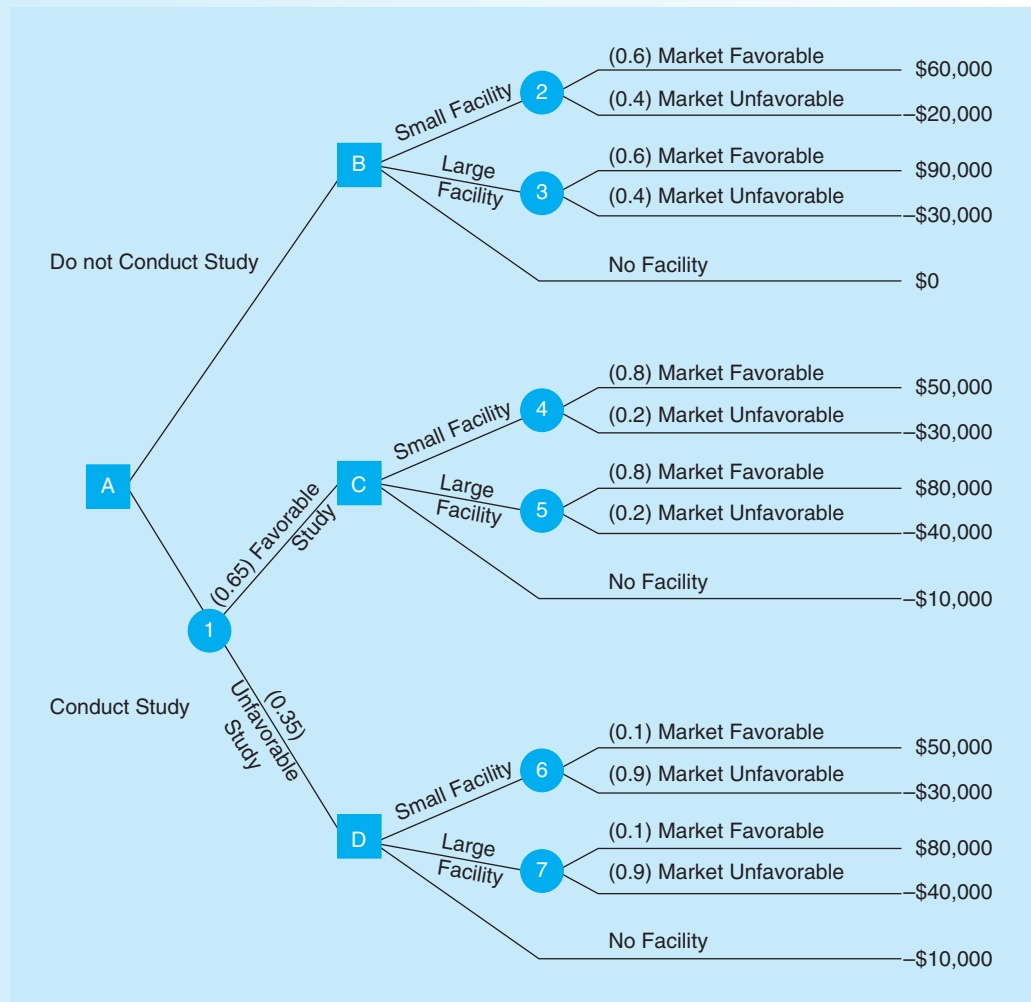 (0.6) Market Favorable
$60,000
Small Facility
2
(0.4) Market Unfavorable
–$20,000
B
Large
Facility
3
(0.6) Market Favorable
$90,000
(0.4) Market Unfavorable
–$30,000
Do not Conduct Study
No Facility
$0
(0.8) Market Favorable
$50,000
Small Facility
4
(0.2) Market Unfavorable
–$30,000
A
(0.65) Favorable
Study
C
Large
Facility
5
(0.8) Market Favorable
$80,000
(0.2) Market Unfavorable
–$40,000
No Facility
–$10,000
1
Conduct Study
(0.35)
Unfavorable
Study
(0.1) Market Favorable
$50,000
Small Facility
6
(0.9) Market Unfavorable
–$30,000
D
Large
Facility
7
(0.1) Market Favorable
$80,000
(0.9) Market Unfavorable
–$40,000
No Facility
–$10,000